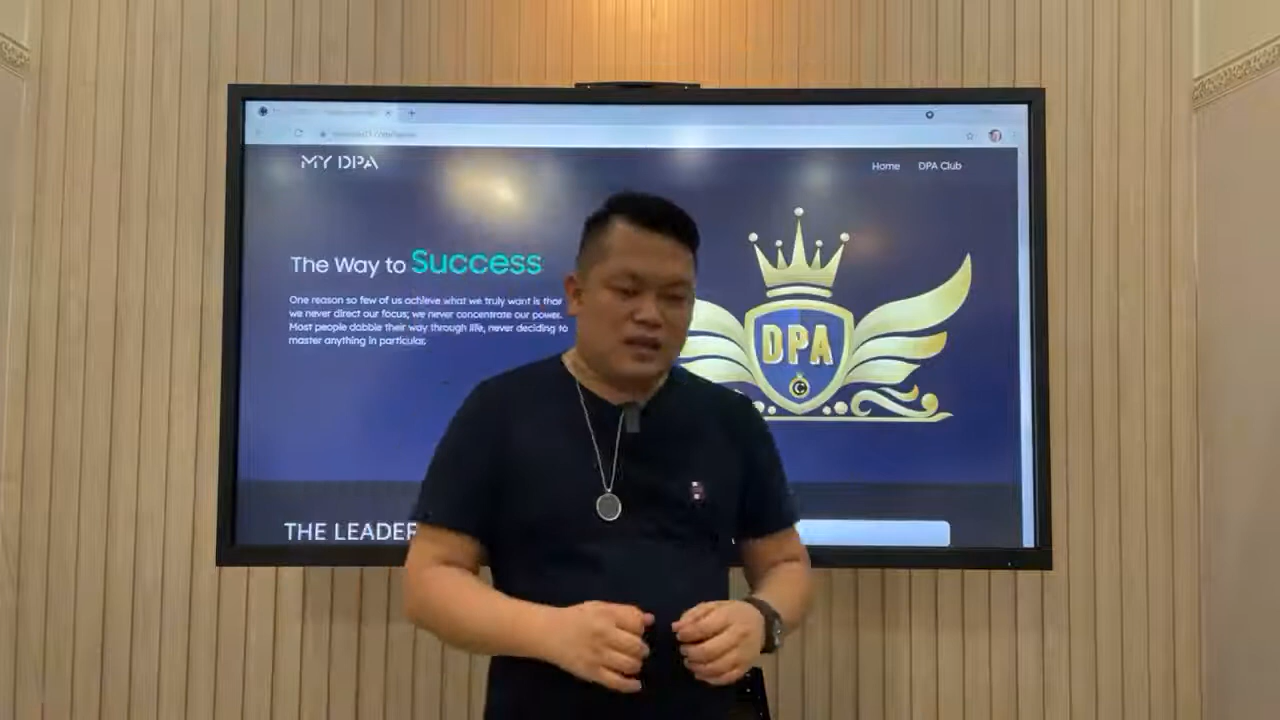 MY DPA
Home
DPA Club
The Way to Success
One reason so few of us achieve what we truly want is that
we never direct our focus; we never concentrate our power.
Most people dabble their way through life, never deciding to
master anything in particular.
DPA
C
THE LEADER